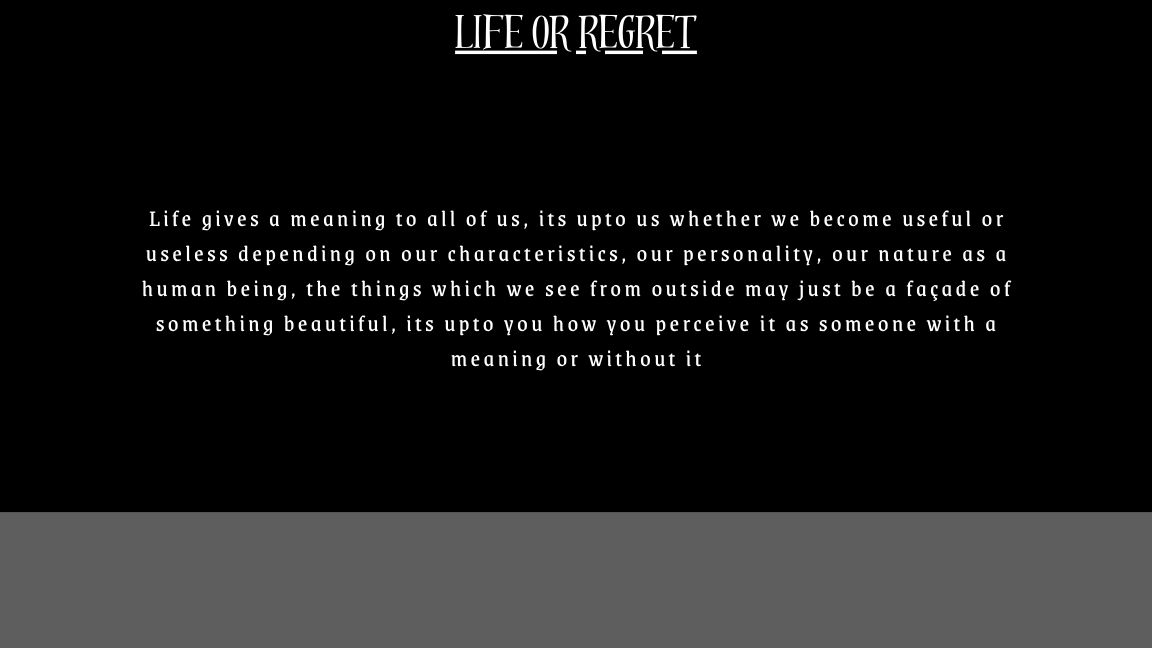 LIFE OR REGRET
Life gives a meaning to all of us, its upto us whether we become useful or
useless depending on our characteristics, our personality, our nature as a
human being, the things which we see from outside may just be a façade of
something beautiful, its upto you how you perceive it as someone with a
meaning or without it